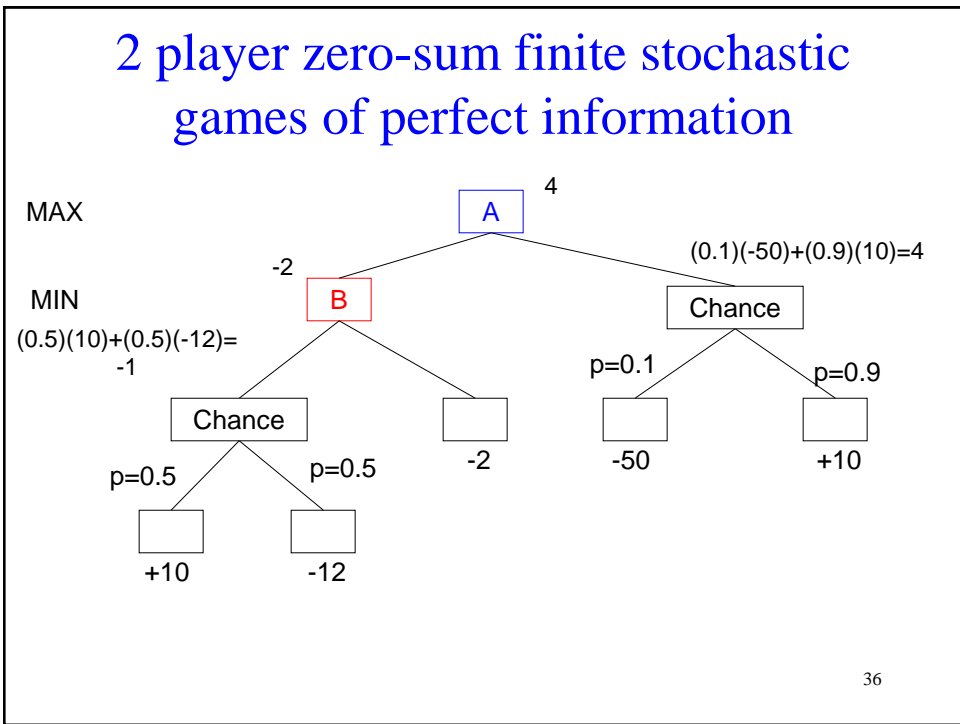 2 player zero-sum finite stochastic
games of perfect information
4
MAX
A
(0.1)(-50)+(0.9)(10)=4
-2
MIN
B
Chance
(0.5)(10)+(0.5)(-12)=
-1
p=0.1
p=0.9
Chance
-2
-50
+10
p=0.5
p=0.5
+10
-12
36